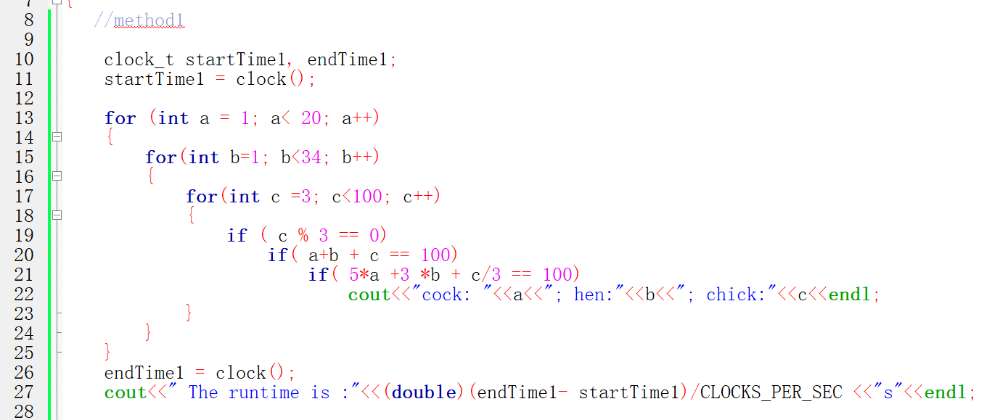 7 {
8 //method1
9
10 clock_t startTime1, endTime1;
11 startTime1 = clock();
12
13 for (int a = 1; a< 20; a++)
14 {
15 for(int b=1; b<34; b++)
16 {
17 for(int c =3; c<100; c++)
18 {
19 if ( c % 3 == 0)
20 if( a+b + c == 100)
21 if( 5*a +3 *b + c/3 == 100)
22 cout<<"cock: "<<a<<"; hen:"<<b<<"; chick:"<<c<<endl;
23 }
24 }
25 }
26 endTime1 = clock();
27 cout<<" The runtime is :"<<(double)(endTime1- startTime1)/CLOCKS_PER_SEC <<"s"<<endl;
28